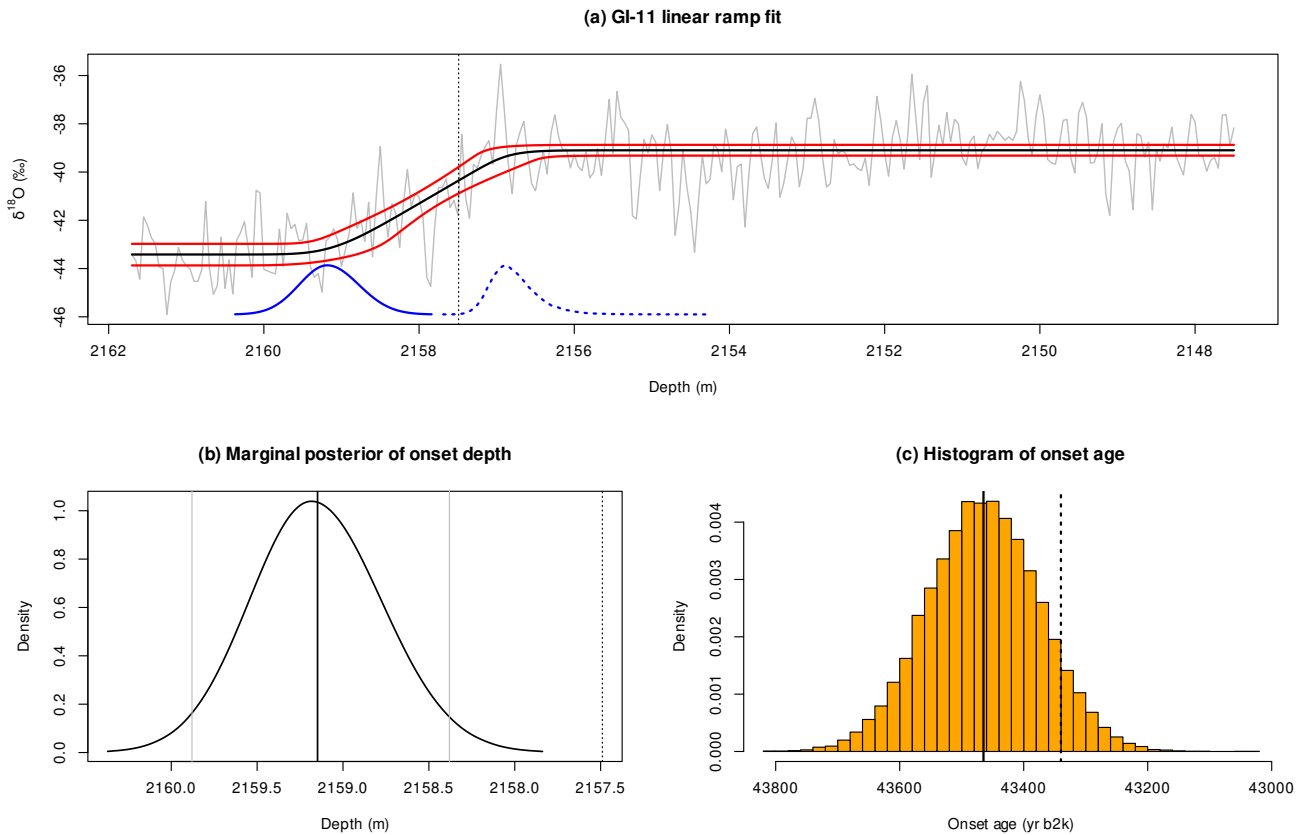 (a) GI-11 linear ramp fit
δ18O (‰)
-36
-38
-40
-42
-44
-46
2162 2160 2158 2156 2154 2152 2150 2148
Depth (m)
(b) Marginal posterior of onset depth
Density
1.0
0.8
0.6
0.4
0.2
0.0
2160.0 2159.5 2159.0 2158.5 2158.0 2157.5
Depth (m)
(c) Histogram of onset age
Density
0.004
0.003
0.002
0.001
0.000
43800 43600 43400 43200 43000
Onset age (yr b2k)